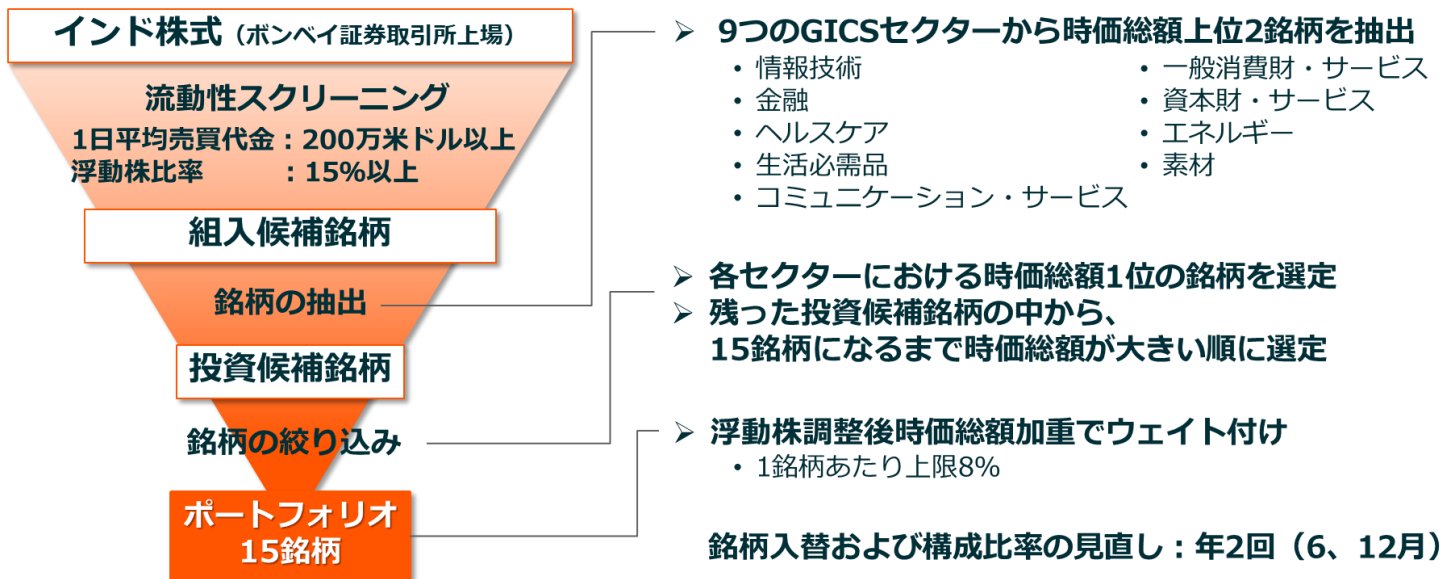 インド株式（ボンベイ証券取引所上場）
流動性スクリーニング
1日平均売買代金：200万米ドル以上
浮動株比率　　　：15%以上
組入候補銘柄
銘柄の抽出
投資候補銘柄
銘柄の絞り込み
ポートフォリオ
15銘柄
➢ 9つのGICSセクターから時価総額上位2銘柄を抽出
• 情報技術
• 金融
• ヘルスケア
• 生活必需品
• コミュニケーション・サービス
• 一般消費財・サービス
• 資本財・サービス
• エネルギー
• 素材
➢ 各セクターにおける時価総額1位の銘柄を選定
➢ 残った投資候補銘柄の中から、
15銘柄になるまで時価総額が大きい順に選定
➢ 浮動株調整後時価総額加重でウェイト付け
• 1銘柄あたり上限8%
銘柄入替および構成比率の見直し：年2回（6、12月）